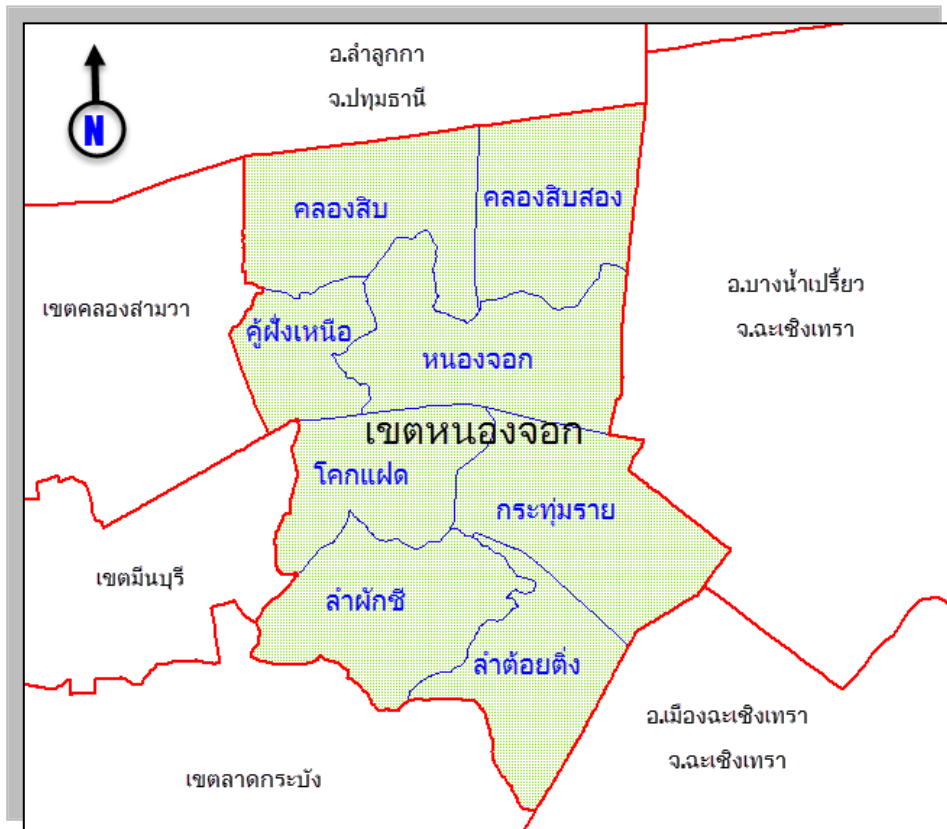 อ.ลำลูกกา
จ.ปทุมธานี
N
คลองสิบ
คลองสิบสอง
เขตคลองสามวา
อ.บางน้ำเปรี้ยว
จ.ฉะเชิงเทรา
คู้ฝั่งเหนือ
หนองจอก
เขตหนองจอก
โคกแฝด
กระทุ่มราย
เขตมีนบุรี
ลำผักชี
ลำต้อยติ่ง
อ.เมืองฉะเชิงเทรา
จ.ฉะเชิงเทรา
เขตลาดกระบัง